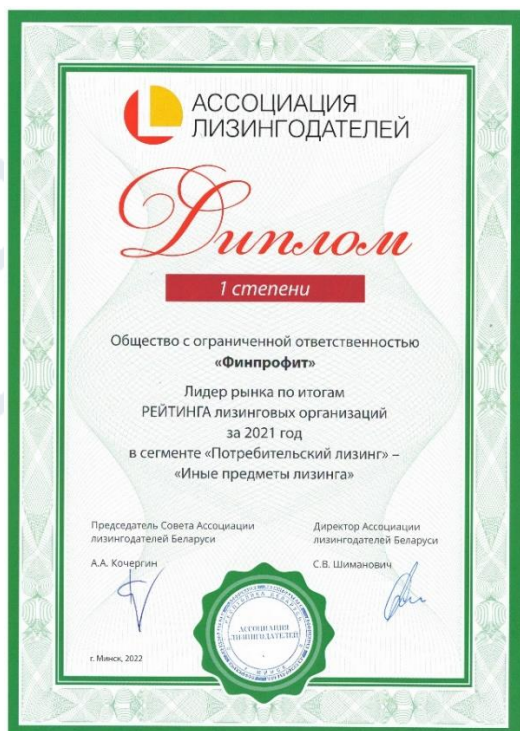 АССОЦИАЦИЯ
ЛИЗИНГОДАТЕЛЕЙ
Диплом
1 степени
Общество с ограниченной ответственностью
«Финпрофит»
Лидер рынка по итогам
РЕЙТИНГА лизинговых организаций
за 2021 год
в сегменте «Потребительский лизинг» –
«Иные предметы лизинга»
Председатель Совета Ассоциации
лизингодателей Беларуси
А.А. Кочергин
Директор Ассоциации
лизингодателей Беларуси
С.В. Шиманович
АССОЦИАЦИЯ
ЛИЗИНГОДАТЕЛЕЙ
г. Минск, 2022